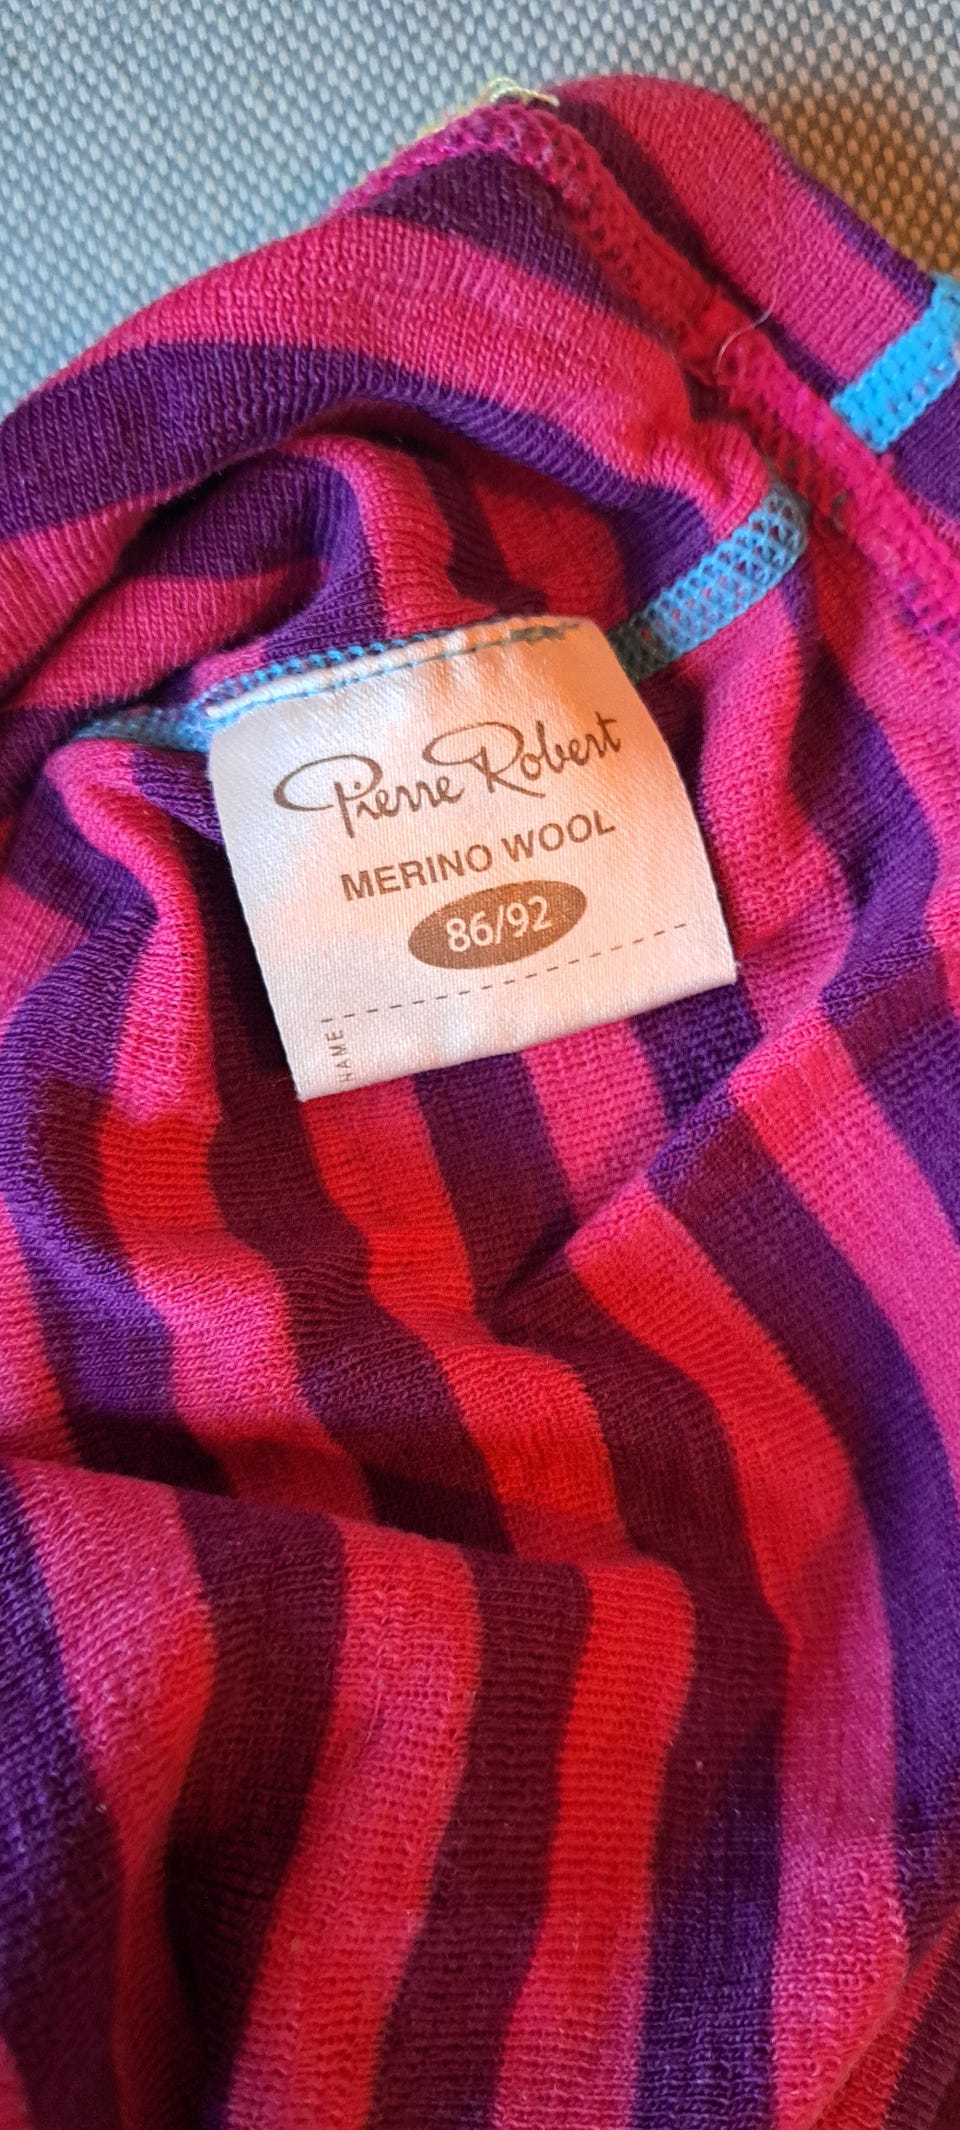 Pierre Robert
MERINO WOOL
86/92
NAME